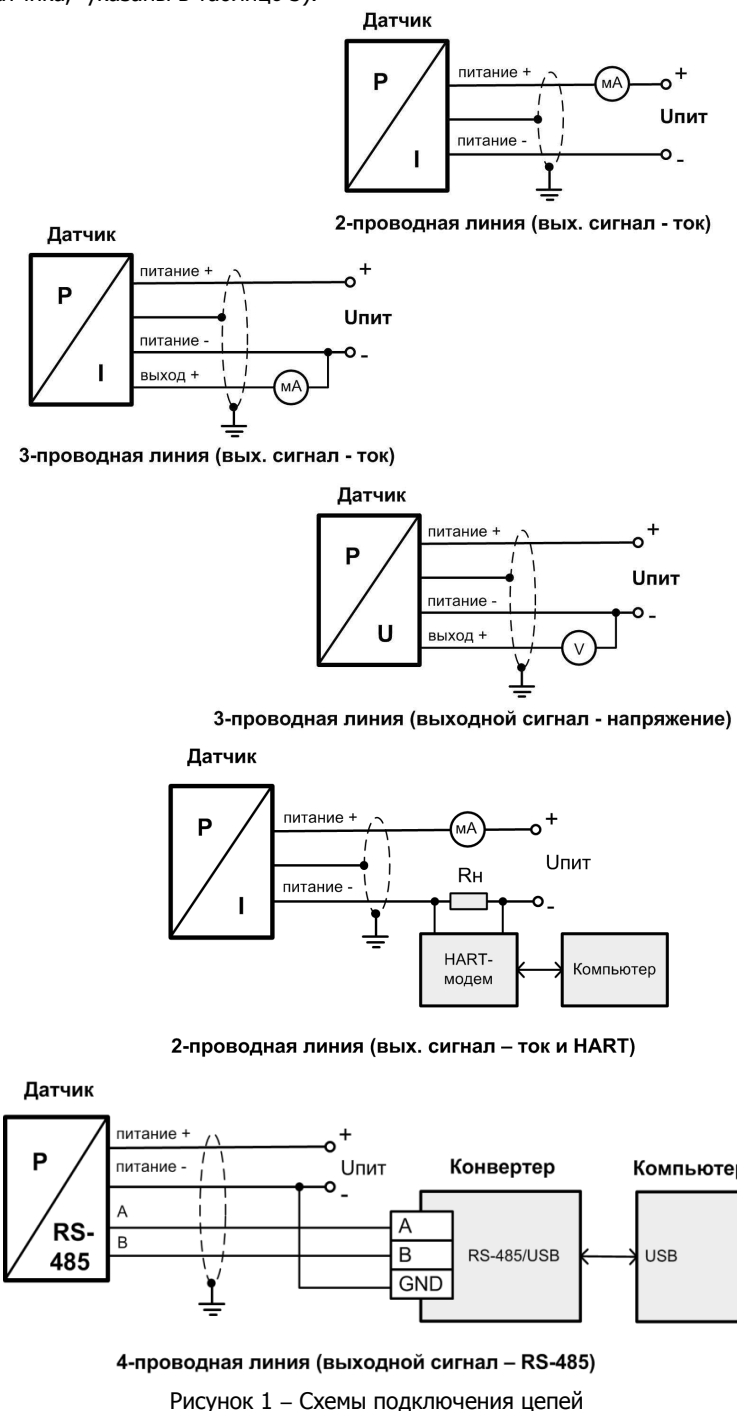 указаны в таблице 3).
Датчик
P
I
питание +
мА
+
Uпит
питание -
-
2-проводная линия (вых. сигнал - ток)
Датчик
P
I
питание +
+
Uпит
питание -
-
выход +
мА
3-проводная линия (вых. сигнал - ток)
Датчик
P
U
питание +
+
Uпит
питание -
-
выход +
V
3-проводная линия (выходной сигнал - напряжение)
Датчик
P
I
питание +
мА
+
Uпит
питание -
Rн
-
HART-
модем
Компьютер
2-проводная линия (вых. сигнал – ток и HART)
Датчик
P
RS-
485
питание +
+
питание -
Uпит
-
A
B
Конвертер
A
B
GND
RS-485/USB
Компьютер
USB
4-проводная линия (выходной сигнал – RS-485)
Рисунок 1 – Схемы подключения цепей